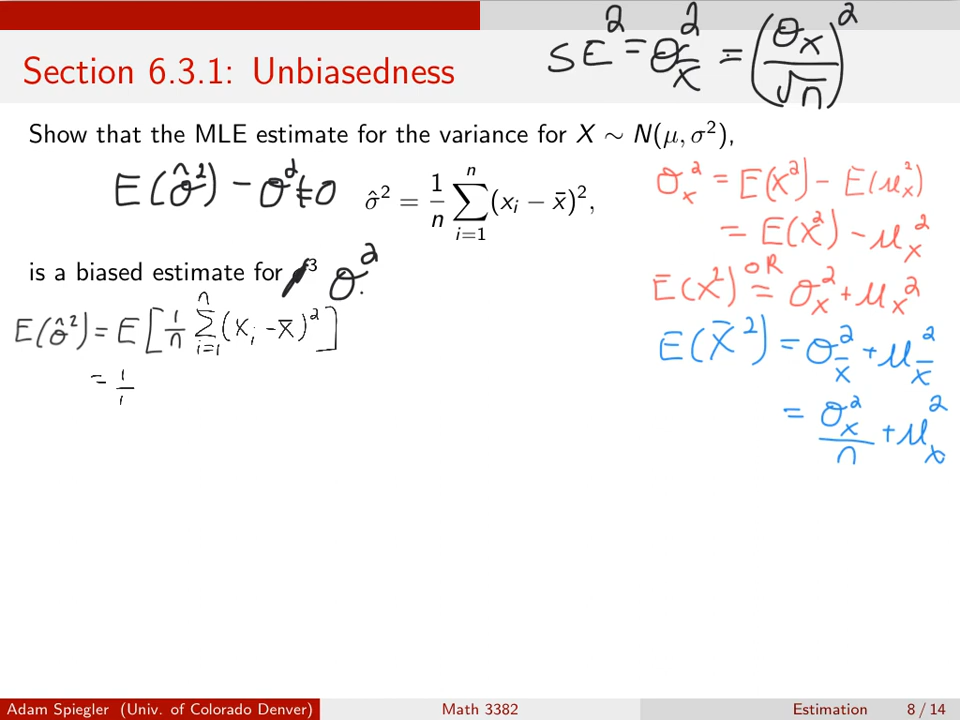 SE² = σ²_x̄ = (σ_x/√n)²
Section 6.3.1: Unbiasedness
Show that the MLE estimate for the variance for X ∼ N(μ, σ²),
E(σ̂²) − σ² ≠ 0
σ̂² = 1/n ∑_{i=1}^{n} (x_i − x̄)²,
is a biased estimate for σ².
E(σ̂²) = E[1/n ∑_{i=1}^{n} (x_i − x̄)²]
= 1/
σ_x² = E(x²) − E(μ_x²)
= E(x²) − μ_x²
OR
E(x²) = σ_x² + μ_x²
E(x̄²) = σ²_x̄ + μ²_x̄
= σ_x²/n + μ_x²
Adam Spiegler (Univ. of Colorado Denver) Math 3382 Estimation 8 / 14